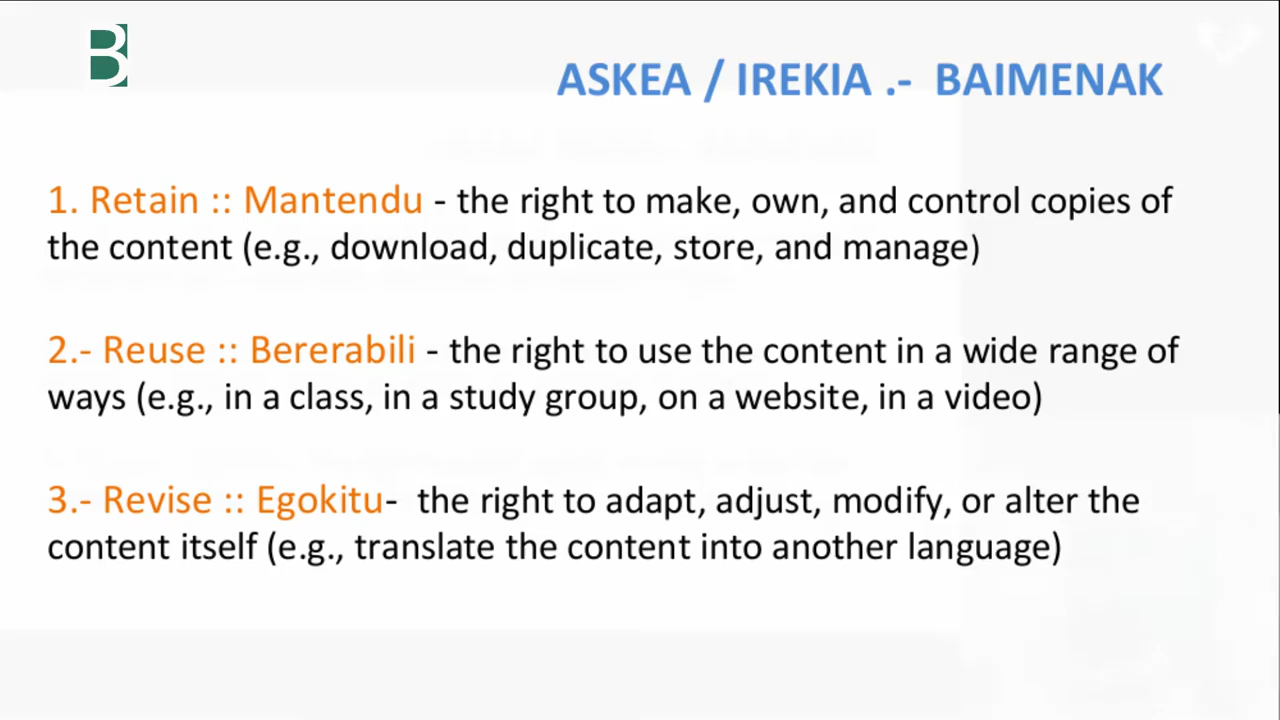 B
ASKEA / IREKIA .- BAIMENAK
1. Retain :: Mantendu - the right to make, own, and control copies of
the content (e.g., download, duplicate, store, and manage)
2.- Reuse :: Bererabili - the right to use the content in a wide range of
ways (e.g., in a class, in a study group, on a website, in a video)
3.- Revise :: Egokitu-  the right to adapt, adjust, modify, or alter the
content itself (e.g., translate the content into another language)